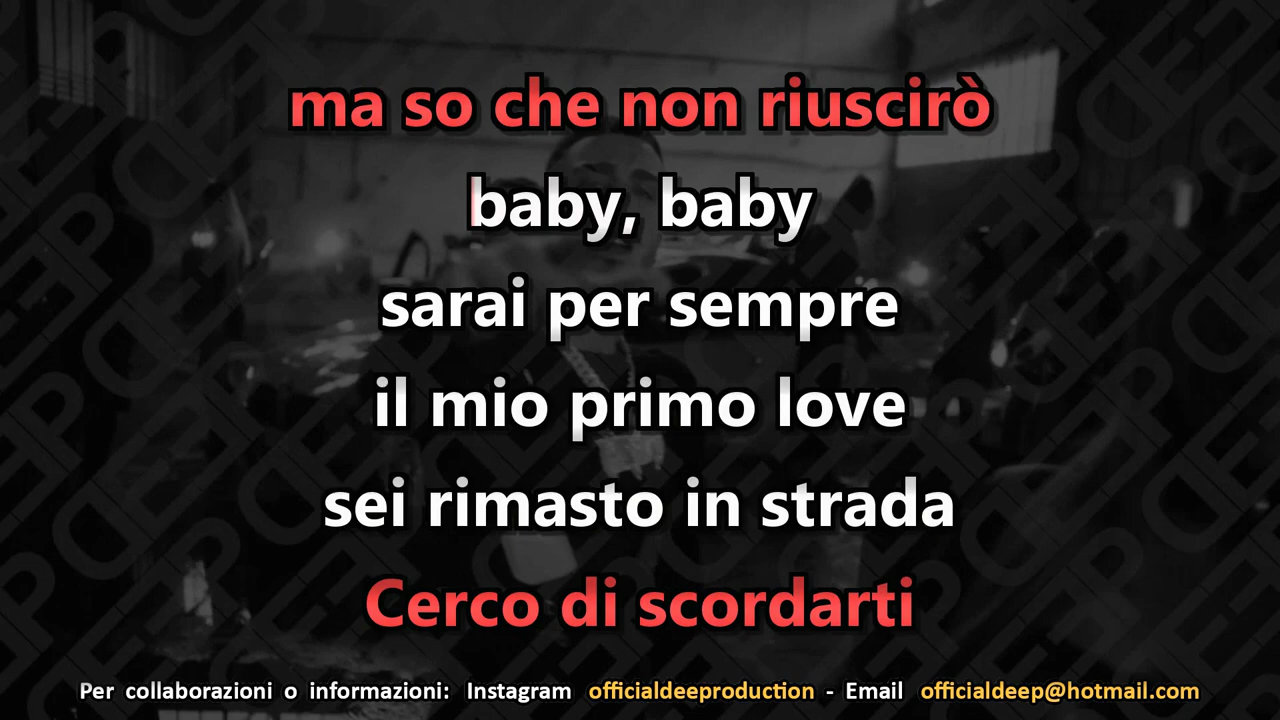 ma so che non riuscirò
baby, baby
sarai per sempre
il mio primo love
sei rimasto in strada
Cerco di scordarti
Per collaborazioni o informazioni: Instagram officialdeeproduction - Email officialdeep@hotmail.com